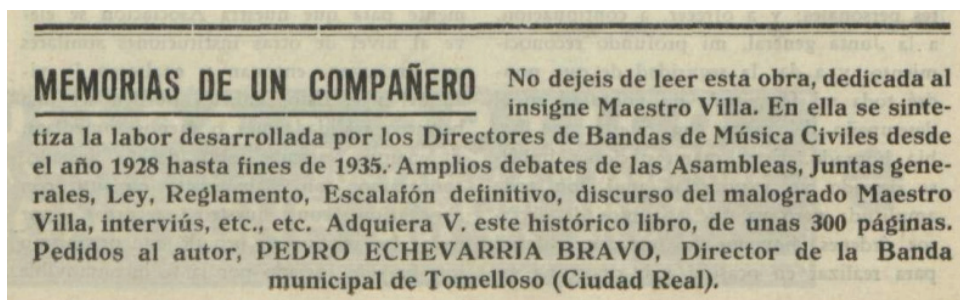 MEMORIAS DE UN COMPAÑERO No dejeis de leer esta obra, dedicada al
insigne Maestro Villa. En ella se sinte-
tiza la labor desarrollada por los Directores de Bandas de Música Civiles desde
el año 1928 hasta fines de 1935. Amplios debates de las Asambleas, Juntas gene-
rales, Ley, Reglamento, Escalafón definitivo, discurso del malogrado Maestro
Villa, interviús, etc., etc. Adquiera V. este histórico libro, de unas 300 páginas.
Pedidos al autor, PEDRO ECHEVARRIA BRAVO, Director de la Banda
municipal de Tomelloso (Ciudad Real).